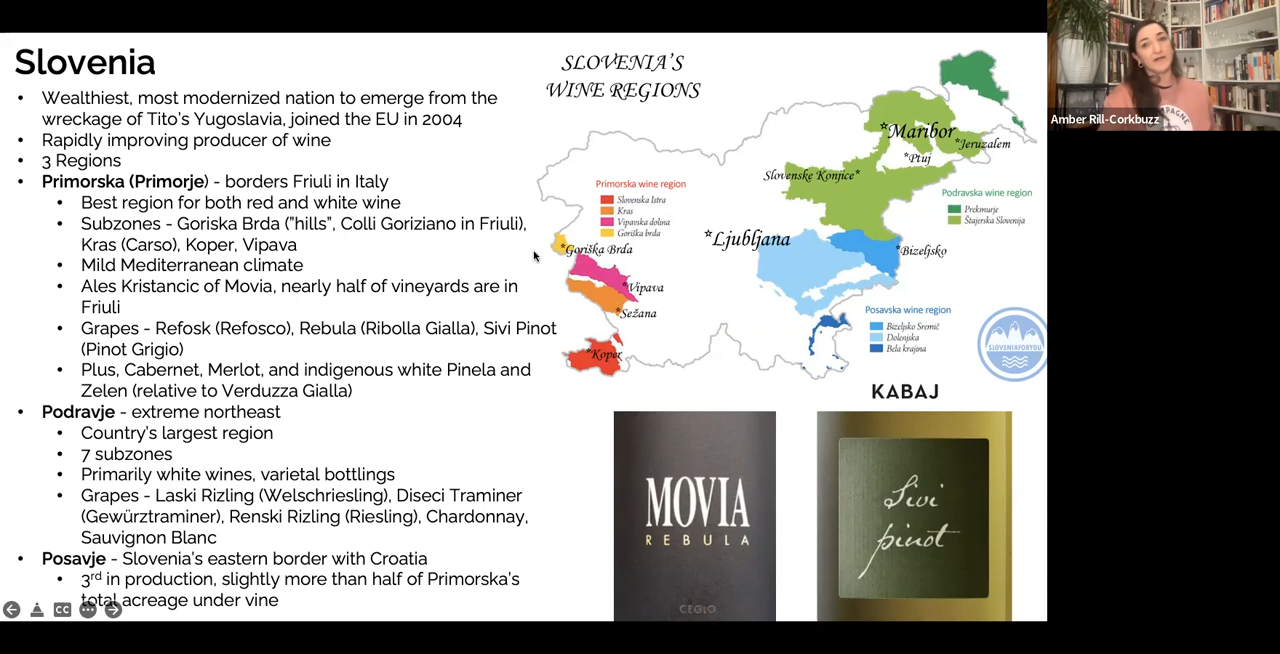 Slovenia
• Wealthiest, most modernized nation to emerge from the
wreckage of Tito's Yugoslavia, joined the EU in 2004
• Rapidly improving producer of wine
• 3 Regions
• Primorska (Primorje) - borders Friuli in Italy
• Best region for both red and white wine
• Subzones - Goriska Brda ("hills", Colli Goriziano in Friuli),
Kras (Carso), Koper, Vipava
• Mild Mediterranean climate
• Ales Kristancic of Movia, nearly half of vineyards are in
Friuli
• Grapes - Refosk (Refosco), Rebula (Ribolla Gialla), Sivi Pinot
(Pinot Grigio)
• Plus, Cabernet, Merlot, and indigenous white Pinela and
Zelen (relative to Verduzza Gialla)
• Podravje - extreme northeast
• Country's largest region
• 7 subzones
• Primarily white wines, varietal bottlings
• Grapes - Laski Rizling (Welschriesling), Diseci Traminer
(Gewürztraminer), Renski Rizling (Riesling), Chardonnay,
Sauvignon Blanc
• Posavje - Slovenia's eastern border with Croatia
• 3rd in production, slightly more than half of Primorska's
total acreage under vine
CC
SLOVENIA'S
WINE REGIONS
*Maribor
*Jeruzalem
*Ptuj
Slovenske Konjice*
Primorska wine region
Slovenska Istra
Kras
Vipavska dolina
Goriška brda
Podravska wine region
Prekmurje
Štajerska Slovenija
*Ljubljana
*Goriška Brda
*Bizeljsko
*Vipava
*Sežana
*Koper
Posavska wine region
Bizeljsko Sremič
Dolenjska
Bela krajina
SLOVENIAFORYOU
KABAJ
MOVIA
REBULA
CEGLO
Sivi
pinot
Amber Rill-Corkbuzz